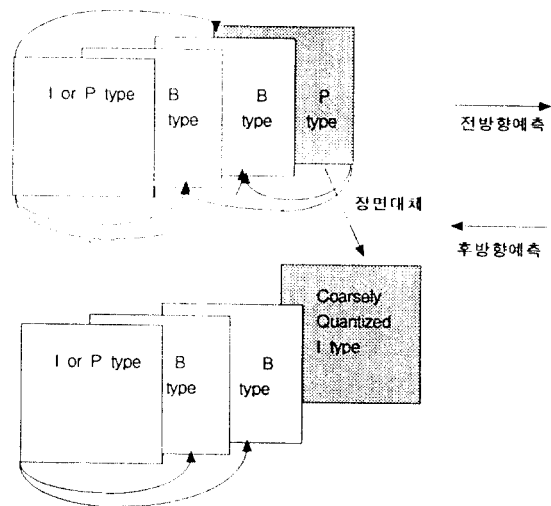 I or P type
B
type
B
type
P
type
전방향예측
장면대체
후방향예측
Coarsely
Quantized
I type
I or P type
B
type
B
type